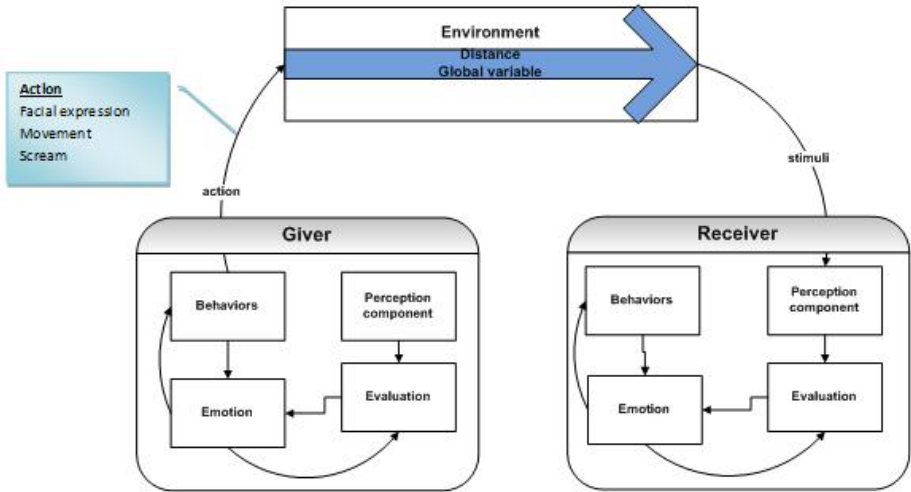 Environment
Distance
Global variable
Action
Facial expression
Movement
Scream
action
stimuli
Giver
Behaviors
Perception
component
Emotion
Evaluation
Receiver
Behaviors
Perception
component
Emotion
Evaluation